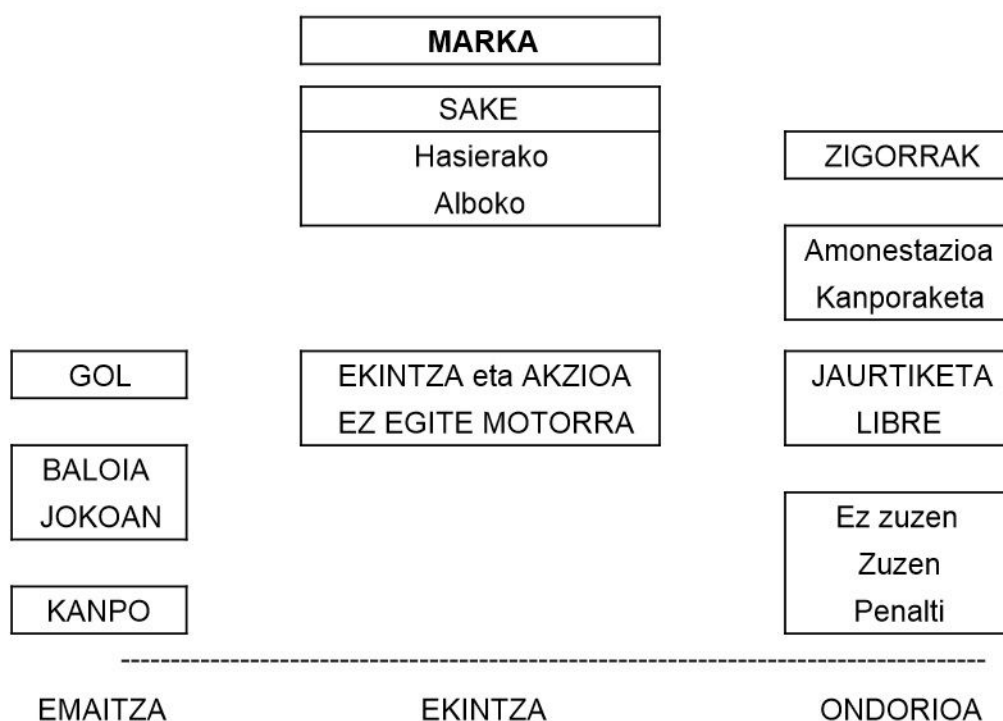 MARKA
SAKE
Hasierako
Alboko
ZIGORRAK
Amonestazioa
Kanporaketa
GOL
EKINTZA eta AKZIOA
EZ EGITE MOTORRA
JAURTIKETA
LIBRE
BALOIA
JOKOAN
Ez zuzen
Zuzen
Penalti
KANPO
EMAITZA
EKINTZA
ONDORIOA